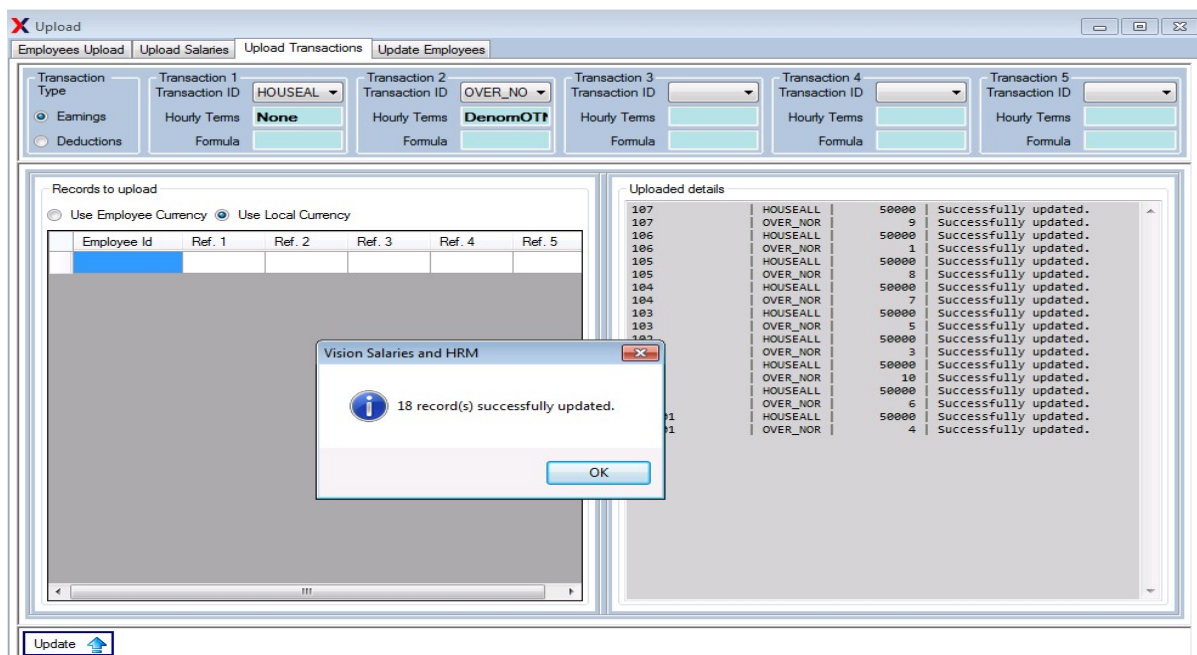 Upload
Employees Upload Upload Salaries Upload Transactions Update Employees
Transaction Type
Earnings
Deductions
Transaction 1
Transaction ID HOUSEAL
Hourly Terms None
Formula
Transaction 2
Transaction ID OVER_NO
Hourly Terms DenomOT
Formula
Transaction 3
Transaction ID
Hourly Terms
Formula
Transaction 4
Transaction ID
Hourly Terms
Formula
Transaction 5
Transaction ID
Hourly Terms
Formula
Records to upload
Use Employee Currency Use Local Currency
Employee Id Ref. 1 Ref. 2 Ref. 3 Ref. 4 Ref. 5
Uploaded details
107 | HOUSEALL | 50000 | Successfully updated.
107 | OVER_NOR | 9 | Successfully updated.
106 | HOUSEALL | 50000 | Successfully updated.
106 | OVER_NOR | 1 | Successfully updated.
105 | HOUSEALL | 50000 | Successfully updated.
105 | OVER_NOR | 8 | Successfully updated.
104 | HOUSEALL | 50000 | Successfully updated.
104 | OVER_NOR | 7 | Successfully updated.
103 | HOUSEALL | 50000 | Successfully updated.
103 | OVER_NOR | 5 | Successfully updated.
102 | HOUSEALL | 50000 | Successfully updated.
| OVER_NOR | 3 | Successfully updated.
| HOUSEALL | 50000 | Successfully updated.
| OVER_NOR | 10 | Successfully updated.
| HOUSEALL | 50000 | Successfully updated.
| OVER_NOR | 6 | Successfully updated.
01 | HOUSEALL | 50000 | Successfully updated.
01 | OVER_NOR | 4 | Successfully updated.
Vision Salaries and HRM
18 record(s) successfully updated.
OK
Update